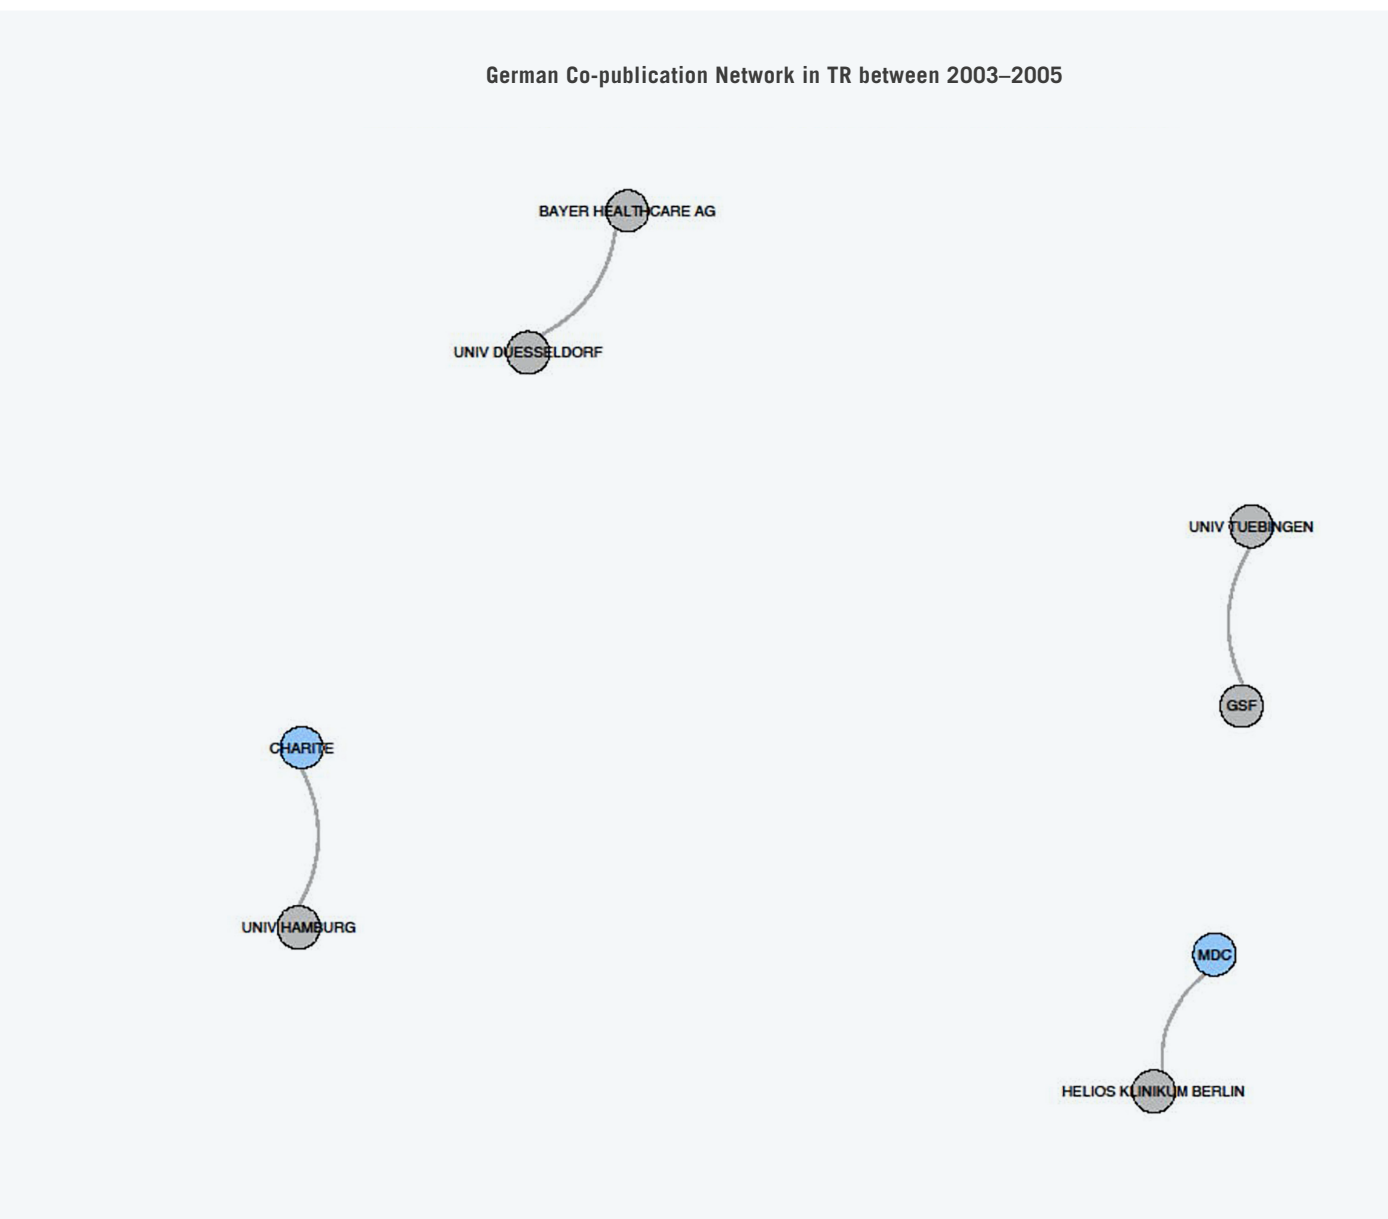 German Co-publication Network in TR between 2003–2005
BAYER HEALTHCARE AG
UNIV DUESSELDORF
UNIV TUEBINGEN
GSF
CHARITE
UNIV HAMBURG
MDC
HELIOS KLINIKUM BERLIN